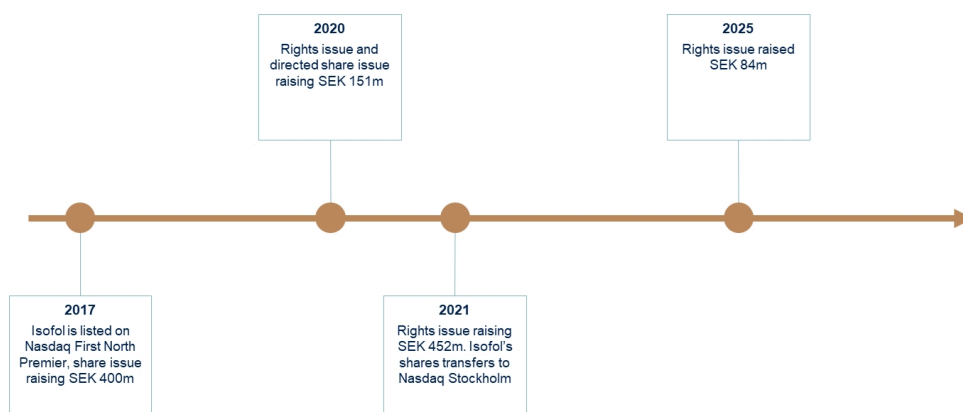 2017
Isofol is listed on
Nasdaq First North
Premier, share issue
raising SEK 400m
2020
Rights issue and
directed share issue
raising SEK 151m
2021
Rights issue raising
SEK 452m. Isofol's
shares transfers to
Nasdaq Stockholm
2025
Rights issue raised
SEK 84m